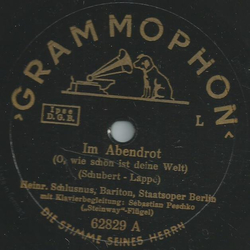 GRAMMOPHON
D.G.B.
L
Im Abendrot
(O, wie schön ist deine Welt)
(Schubert - Lappe)
Heinr. Schlusnus, Bariton, Staatsoper Berlin
mit Klavierbegleitung: Sebastian Peschko
(„Steinway“-Flügel)
62829 A
DIE STIMME SEINES HERRN